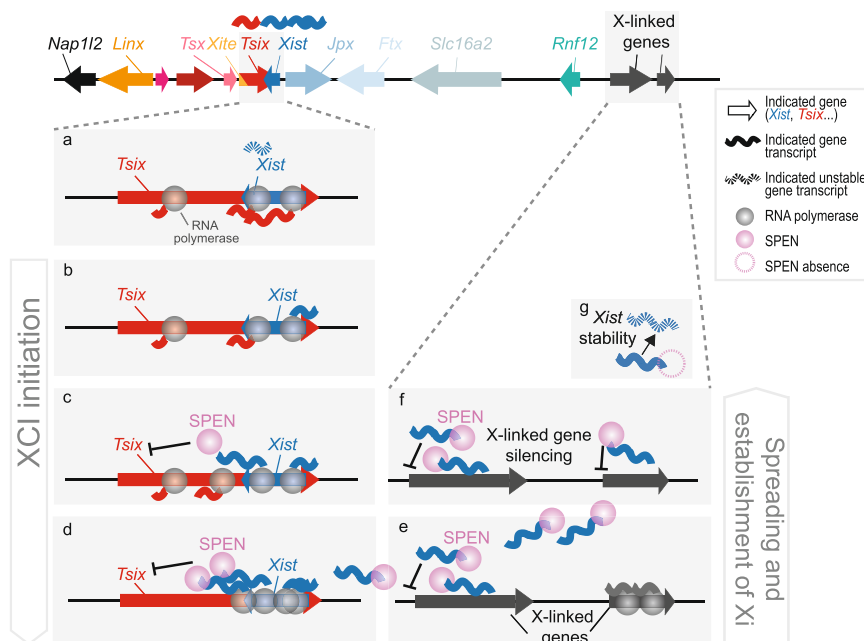 X-linked
genes
Nap1l2 Linx Tsx Xite Tsix Xist Jpx Ftx Slc16a2 Rnf12
Indicated gene
(Xist, Tsix...)
Indicated gene
transcript
Indicated unstable
gene transcript
RNA polymerase
SPEN
SPEN absence
a
Tsix
Xist
RNA
polymerase
XCI initiation
b
Tsix
Xist
c
SPEN
Tsix
Xist
d
SPEN
Tsix
Xist
g Xist
stability
f
SPEN
X-linked gene
silencing
e
SPEN
X-linked
genes
Spreading and
establishment of Xi